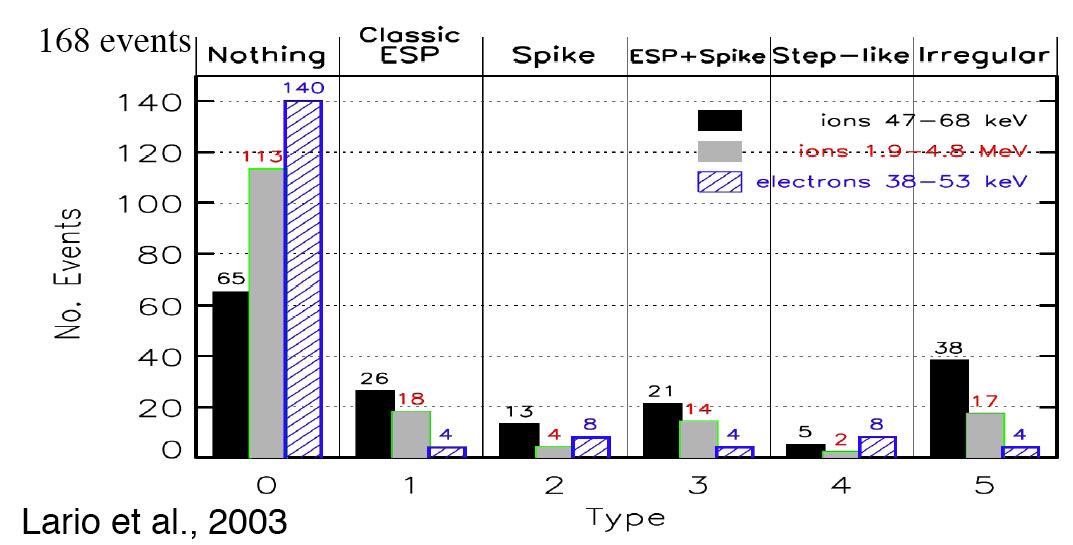 168 events
Nothing
Classic
ESP
Spike
ESP+Spike
Step-like
Irregular
ions 47-68 keV
ions 1.9-4.8 MeV
electrons 38-53 keV
No. Events
140
120
100
80
60
40
20
0
65
113
140
26
18
4
13
4
8
21
14
4
5
2
8
38
17
4
0 1 2 3 4 5
Type
Lario et al., 2003